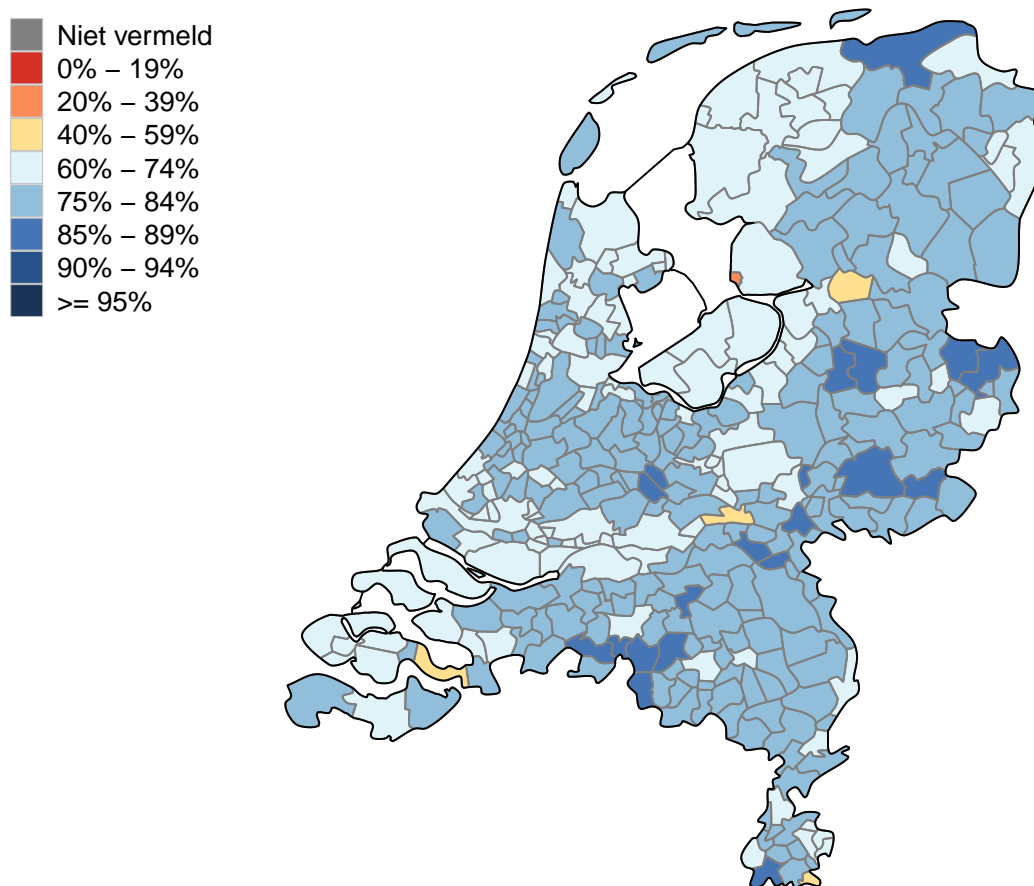 Niet vermeld
0% – 19%
20% – 39%
40% – 59%
60% – 74%
75% – 84%
85% – 89%
90% – 94%
>= 95%